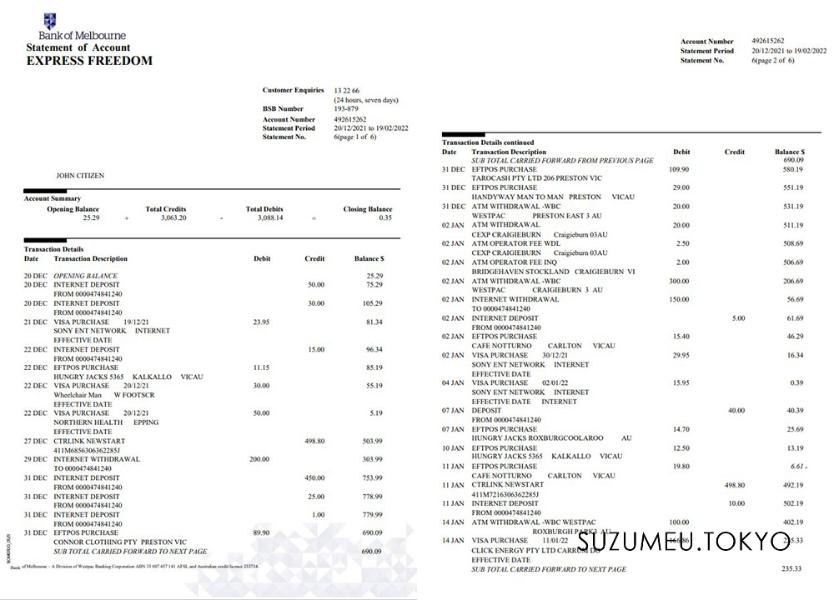 Bank of Melbourne
Statement of Account
EXPRESS FREEDOM
Customer Enquiries 13 22 66
(24 hours, seven days)
BSB Number 193-879
Account Number 492615262
Statement Period 20/12/2021 to 19/02/2022
Statement No. 6(page 1 of 6)
JOHN CITIZEN
Account Summary
Opening Balance Total Credits Total Debits Closing Balance
25.29 + 3,063.20 - 3,088.14 = 0.35
Transaction Details
Date Transaction Description Debit Credit Balance $
20 DEC OPENING BALANCE 25.29
20 DEC INTERNET DEPOSIT 50.00 75.29
FROM 0000474841240
20 DEC INTERNET DEPOSIT 30.00 105.29
FROM 0000474841240
21 DEC VISA PURCHASE 19/12/21 23.95 81.34
SONY ENT NETWORK INTERNET
EFFECTIVE DATE
22 DEC INTERNET DEPOSIT 15.00 96.34
FROM 0000474841240
22 DEC EFTPOS PURCHASE 11.15 85.19
HUNGRY JACKS 5365 KALKALLO VICAU
22 DEC VISA PURCHASE 20/12/21 30.00 55.19
Wheelchair Man W FOOTSCR
EFFECTIVE DATE
22 DEC VISA PURCHASE 20/12/21 50.00 5.19
NORTHERN HEALTH EPPING
EFFECTIVE DATE
27 DEC CTRLINK NEWSTART 498.80 503.99
411M6856306362285J
29 DEC INTERNET WITHDRAWAL 200.00 303.99
TO 0000474841240
31 DEC INTERNET DEPOSIT 450.00 753.99
FROM 0000474841240
31 DEC INTERNET DEPOSIT 25.00 778.99
FROM 0000474841240
31 DEC INTERNET DEPOSIT 1.00 779.99
FROM 0000474841240
31 DEC EFTPOS PURCHASE 89.90 690.09
CONNOR CLOTHING PTY PRESTON VIC
SUB TOTAL CARRIED FORWARD TO NEXT PAGE 690.09
Bank of Melbourne - A Division of Westpac Banking Corporation ABN 33 007 457 141 AFSL and Australian credit licence 233714.
Account Number 492615262
Statement Period 20/12/2021 to 19/02/2022
Statement No. 6(page 2 of 6)
Transaction Details continued
Date Transaction Description Debit Credit Balance $
SUB TOTAL CARRIED FORWARD FROM PREVIOUS PAGE 690.09
31 DEC EFTPOS PURCHASE 109.90 580.19
TAROCASH PTY LTD 206 PRESTON VIC
31 DEC EFTPOS PURCHASE 29.00 551.19
HANDYWAY MAN TO MAN PRESTON VICAU
31 DEC ATM WITHDRAWAL -WBC 20.00 531.19
WESTPAC PRESTON EAST 3 AU
02 JAN ATM WITHDRAWAL 20.00 511.19
CEXP CRAIGIEBURN Craigieburn 03AU
02 JAN ATM OPERATOR FEE WDL 2.50 508.69
CEXP CRAIGIEBURN Craigieburn 03AU
02 JAN ATM OPERATOR FEE INQ 2.00 506.69
BRIDGEHAVEN STOCKLAND CRAIGIEBURN VI
02 JAN ATM WITHDRAWAL -WBC 300.00 206.69
WESTPAC CRAIGIEBURN 3 AU
02 JAN INTERNET WITHDRAWAL 150.00 56.69
TO 0000474841240
02 JAN INTERNET DEPOSIT 5.00 61.69
FROM 0000474841240
02 JAN EFTPOS PURCHASE 15.40 46.29
CAFE NOTTURNO CARLTON VICAU
02 JAN VISA PURCHASE 30/12/21 29.95 16.34
SONY ENT NETWORK INTERNET
EFFECTIVE DATE
04 JAN VISA PURCHASE 02/01/22 15.95 0.39
SONY ENT NETWORK INTERNET
EFFECTIVE DATE INTERNET
07 JAN DEPOSIT 40.00 40.39
FROM 0000474841240
07 JAN EFTPOS PURCHASE 14.70 25.69
HUNGRY JACKS ROXBURGCOOLAROO AU
10 JAN EFTPOS PURCHASE 12.50 13.19
HUNGRY JACKS 5365 KALKALLO VICAU
11 JAN EFTPOS PURCHASE 19.80 6.61 -
CAFE NOTTURNO CARLTON VICAU
11 JAN CTRLINK NEWSTART 498.80 492.19
411M7216306362285J
11 JAN INTERNET DEPOSIT 10.00 502.19
FROM 0000474841240
14 JAN ATM WITHDRAWAL -WBC WESTPAC 100.00 402.19
ROXBURGH PARK3 AU
14 JAN VISA PURCHASE 11/01/22
CLICK ENERGY PTY LTD
SUZUMEU.TOKYO
EFFECTIVE DATE
SUB TOTAL CARRIED FORWARD TO NEXT PAGE 235.33